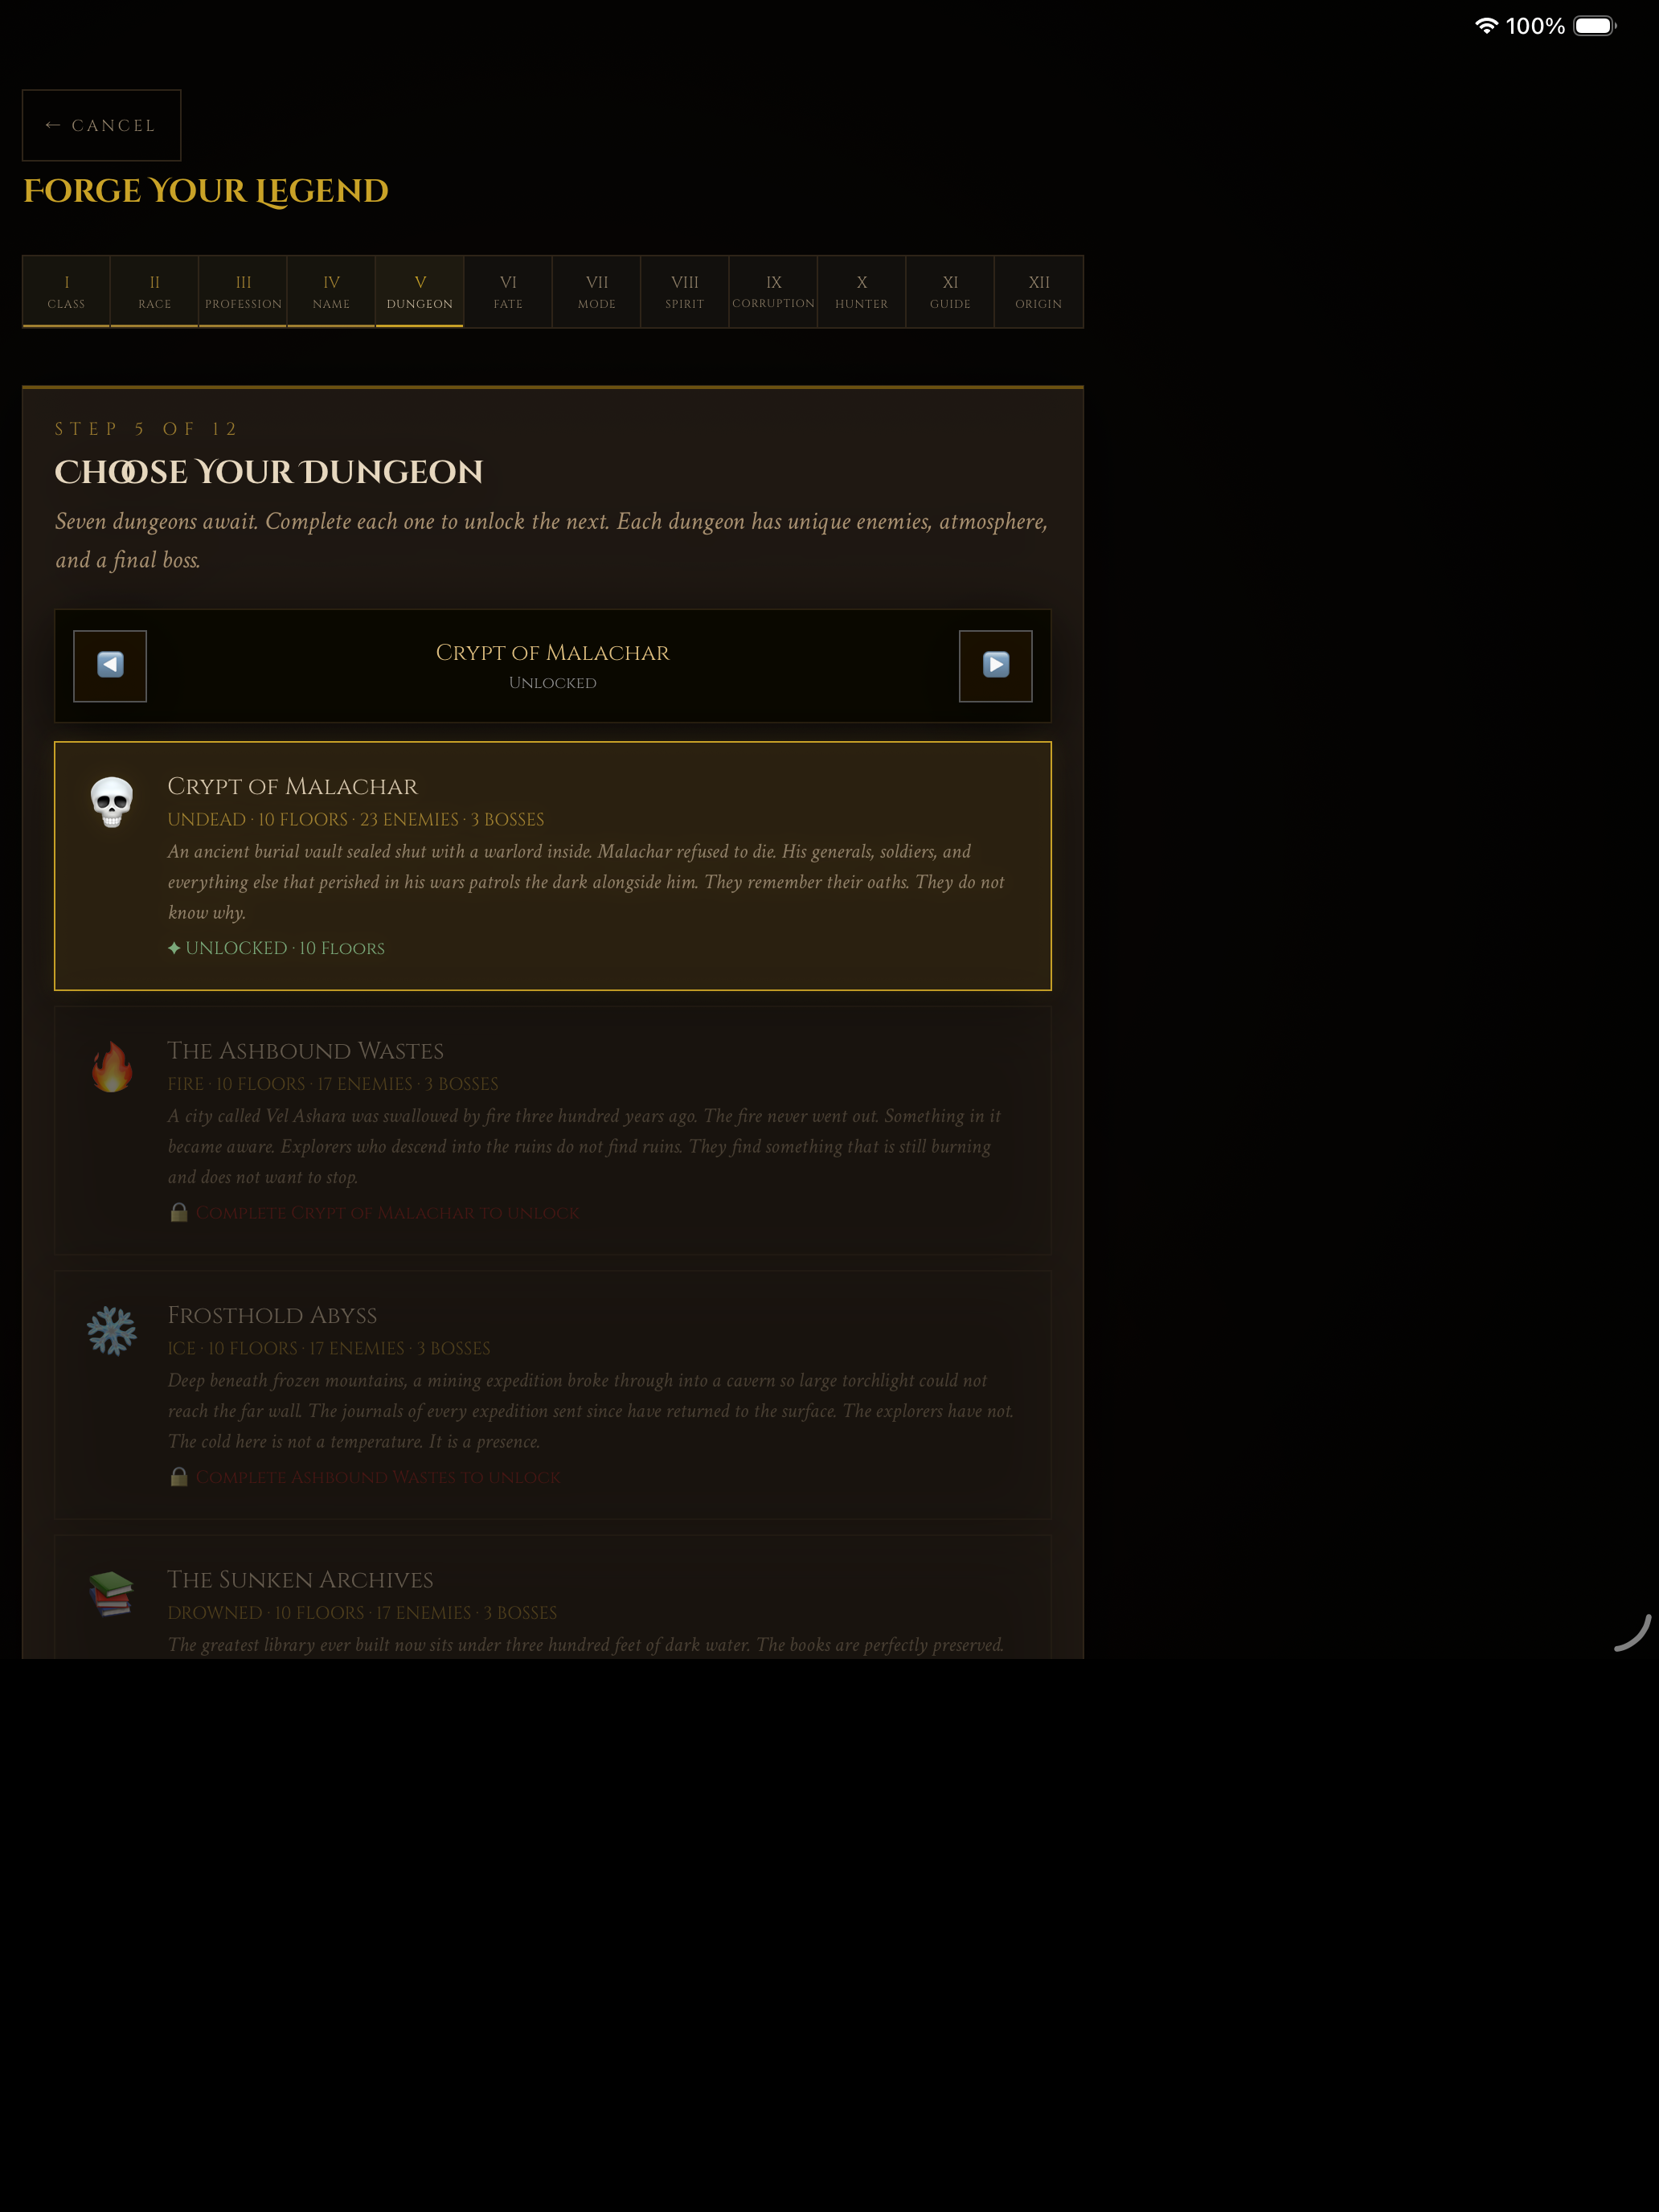 100%
← CANCEL
FORGE YOUR LEGEND
I II III IV V VI VII VIII IX X XI XII
CLASS RACE PROFESSION NAME DUNGEON FATE MODE SPIRIT CORRUPTION HUNTER GUIDE ORIGIN
STEP 5 OF 12
CHOOSE YOUR DUNGEON
Seven dungeons await. Complete each one to unlock the next. Each dungeon has unique enemies, atmosphere,
and a final boss.
CRYPT OF MALACHAR
UNLOCKED
CRYPT OF MALACHAR
UNDEAD · 10 FLOORS · 23 ENEMIES · 3 BOSSES
An ancient burial vault sealed shut with a warlord inside. Malachar refused to die. His generals, soldiers, and
everything else that perished in his wars patrols the dark alongside him. They remember their oaths. They do not
know why.
✦ UNLOCKED · 10 FLOORS
THE ASHBOUND WASTES
FIRE · 10 FLOORS · 17 ENEMIES · 3 BOSSES
A city called Vel Ashara was swallowed by fire three hundred years ago. The fire never went out. Something in it
became aware. Explorers who descend into the ruins do not find ruins. They find something that is still burning
and does not want to stop.
COMPLETE CRYPT OF MALACHAR TO UNLOCK
FROSTHOLD ABYSS
ICE · 10 FLOORS · 17 ENEMIES · 3 BOSSES
Deep beneath frozen mountains, a mining expedition broke through into a cavern so large torchlight could not
reach the far wall. The journals of every expedition sent since have returned to the surface. The explorers have not.
The cold here is not a temperature. It is a presence.
COMPLETE ASHBOUND WASTES TO UNLOCK
THE SUNKEN ARCHIVES
DROWNED · 10 FLOORS · 17 ENEMIES · 3 BOSSES
The greatest library ever built now sits under three hundred feet of dark water. The books are perfectly preserved.